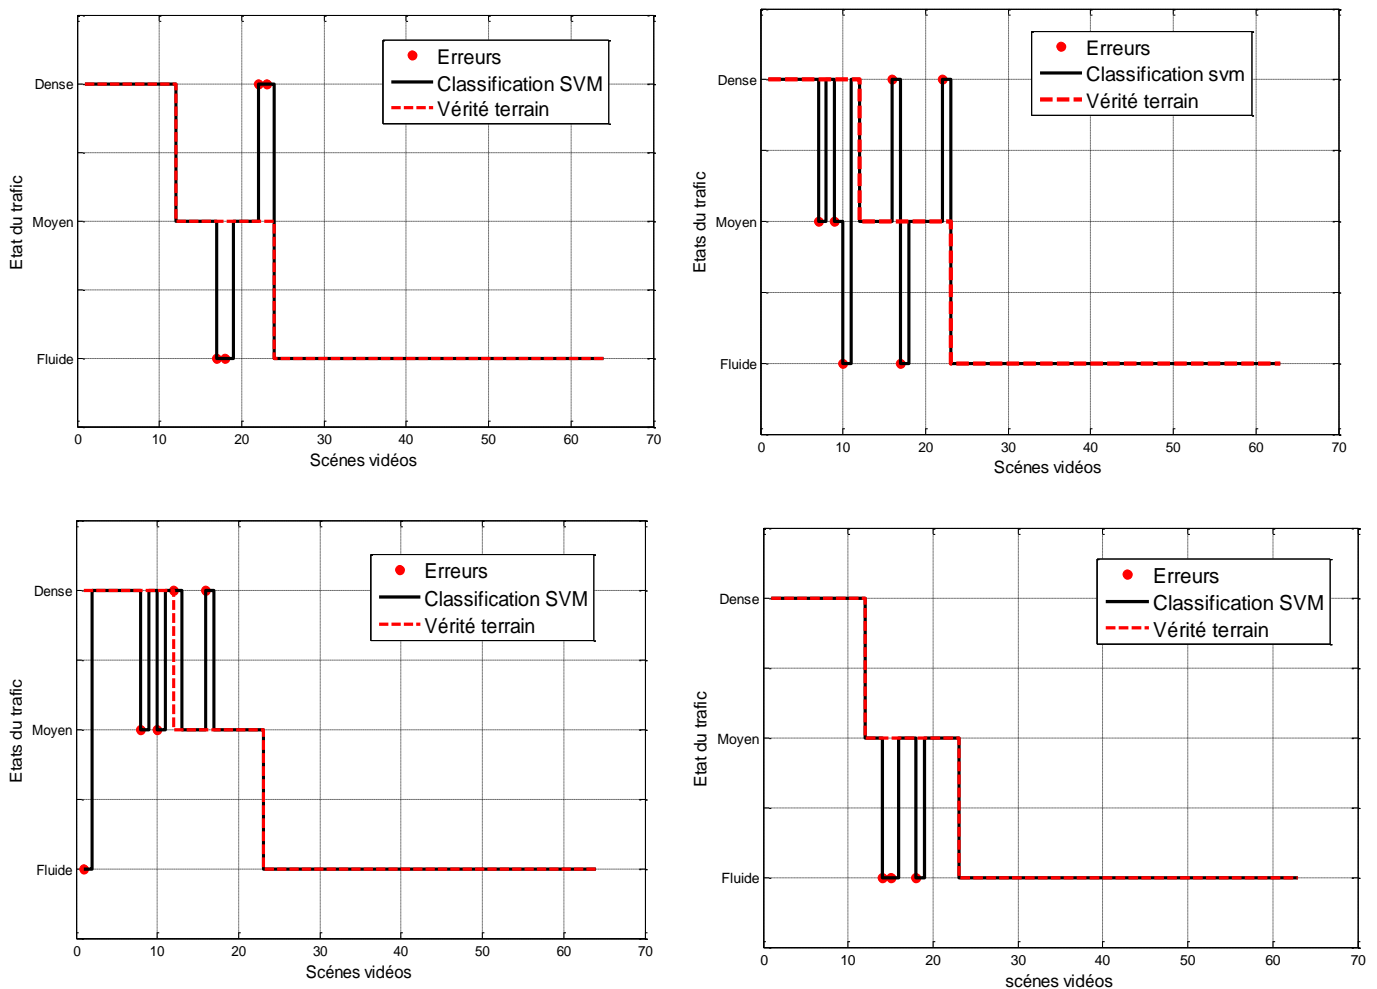 Erreurs
Classification SVM
Vérité terrain
Dense
Moyen
Fluide
Etat du trafic
0 10 20 30 40 50 60 70
Scénes vidéos
Erreurs
Classification svm
Vérité terrain
Dense
Moyen
Fluide
Etats du trafic
0 10 20 30 40 50 60 70
Scénes vidéos
Erreurs
Classification SVM
Vérité terrain
Dense
Moyen
Fluide
Etats du trafic
0 10 20 30 40 50 60 70
Scénes vidéos
Erreurs
Classification SVM
Vérité terrain
Dense
Moyen
Fluide
Etat du trafic
0 10 20 30 40 50 60 70
scénes vidéos